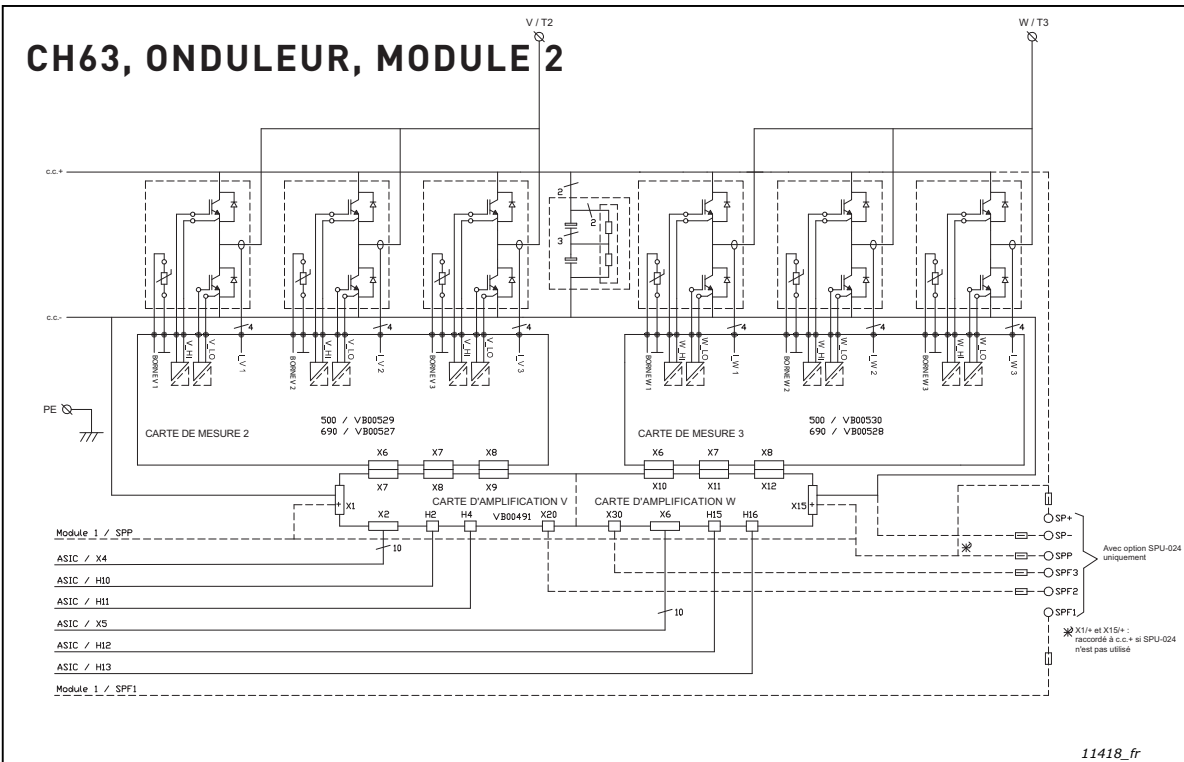 V / T2
W / T3
CH63, ONDULEUR, MODULE 2
c.c.+
2
2
3
c.c.-
4
4
4
4
4
4
BORNE V 1
V_HI
V_LO
I_V 1
BORNE V 2
V_HI
V_LO
I_V 2
BORNE V 3
V_HI
V_LO
I_V 3
BORNE W 1
W_HI
W_LO
I_W 1
BORNE W 2
W_HI
W_LO
I_W 2
BORNE W 3
W_HI
W_LO
I_W 3
PE
CARTE DE MESURE 2
500 / VB00529
690 / VB00527
CARTE DE MESURE 3
500 / VB00530
690 / VB00528
X6
X7
X8
X6
X7
X8
X7
X8
X9
X10
X11
X12
+ X1
CARTE D'AMPLIFICATION V
CARTE D'AMPLIFICATION W
X15 +
X2
H2
H4
VB00491
X20
X30
X6
H15
H16
SP+
SP-
SPP
SPF3
SPF2
SPF1
Avec option SPU-024
uniquement
X1/+ et X15/+ :
raccordé à c.c.+ si SPU-024
n'est pas utilisé
Module 1 / SPP
10
ASIC / X4
ASIC / H10
ASIC / H11
10
ASIC / X5
ASIC / H12
ASIC / H13
Module 1 / SPF1
11418_fr